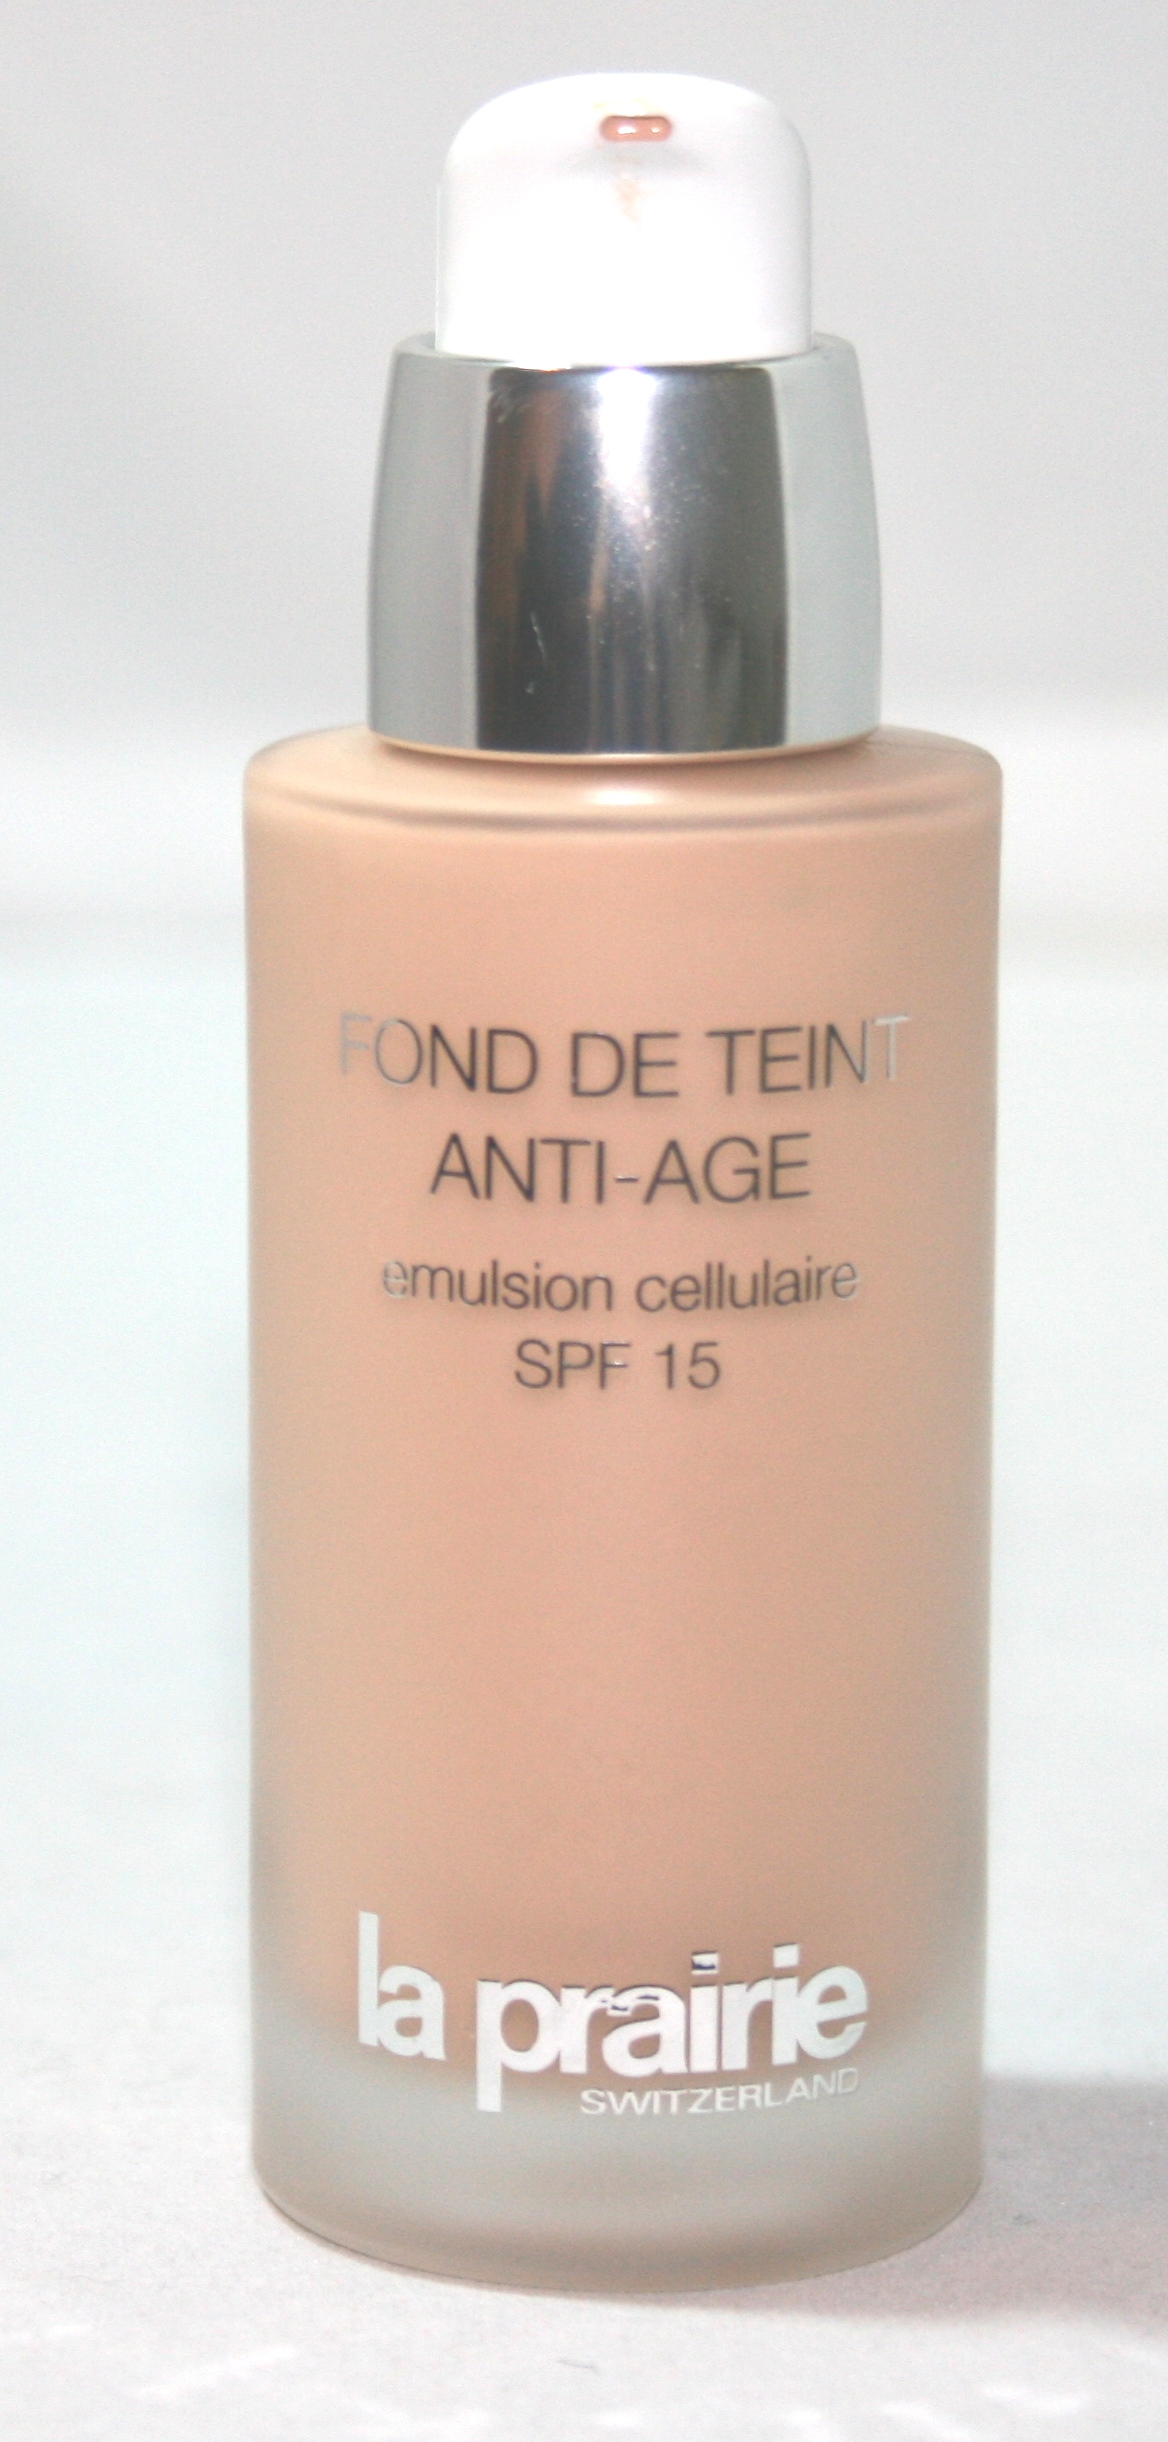 FOND DE TEINT
ANTI-AGE
emulsion cellulaire
SPF 15
la prairie
SWITZERLAND